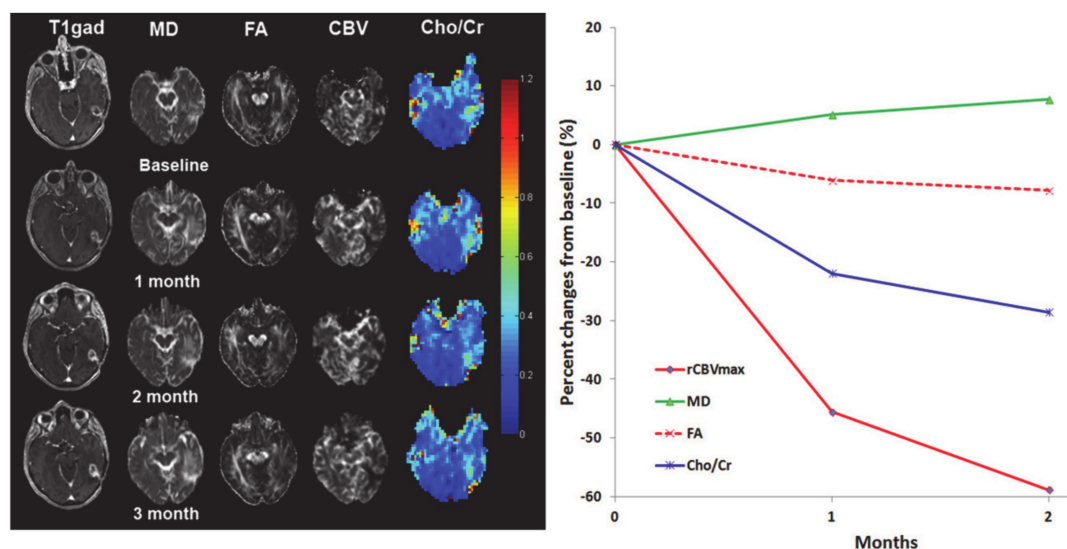 T1gad MD FA CBV Cho/Cr
1.2
1
0.8
0.6
0.4
0.2
0
Baseline
1 month
2 month
3 month
20
10
0
-10
-20
-30
-40
-50
-60
Percent changes from baseline (%)
rCBVmax
MD
FA
Cho/Cr
0 1 2
Months